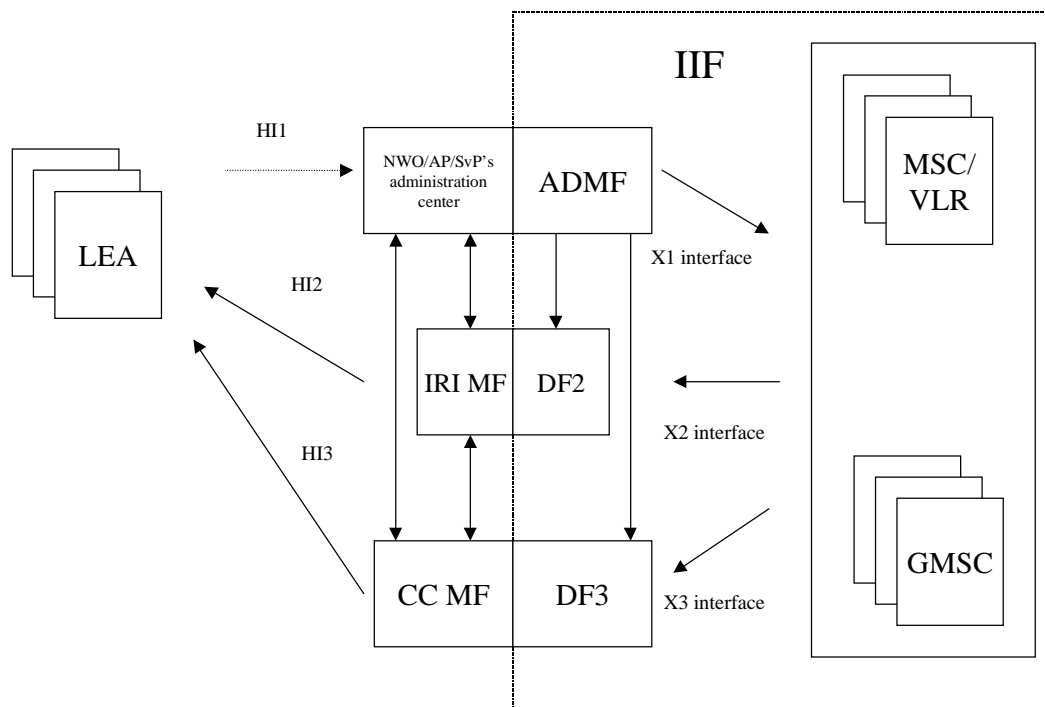 IIF
HI1
NWO/AP/SvP's
administration
center
ADMF
MSC/
VLR
LEA
X1 interface
HI2
IRI MF
DF2
X2 interface
HI3
GMSC
CC MF
DF3
X3 interface